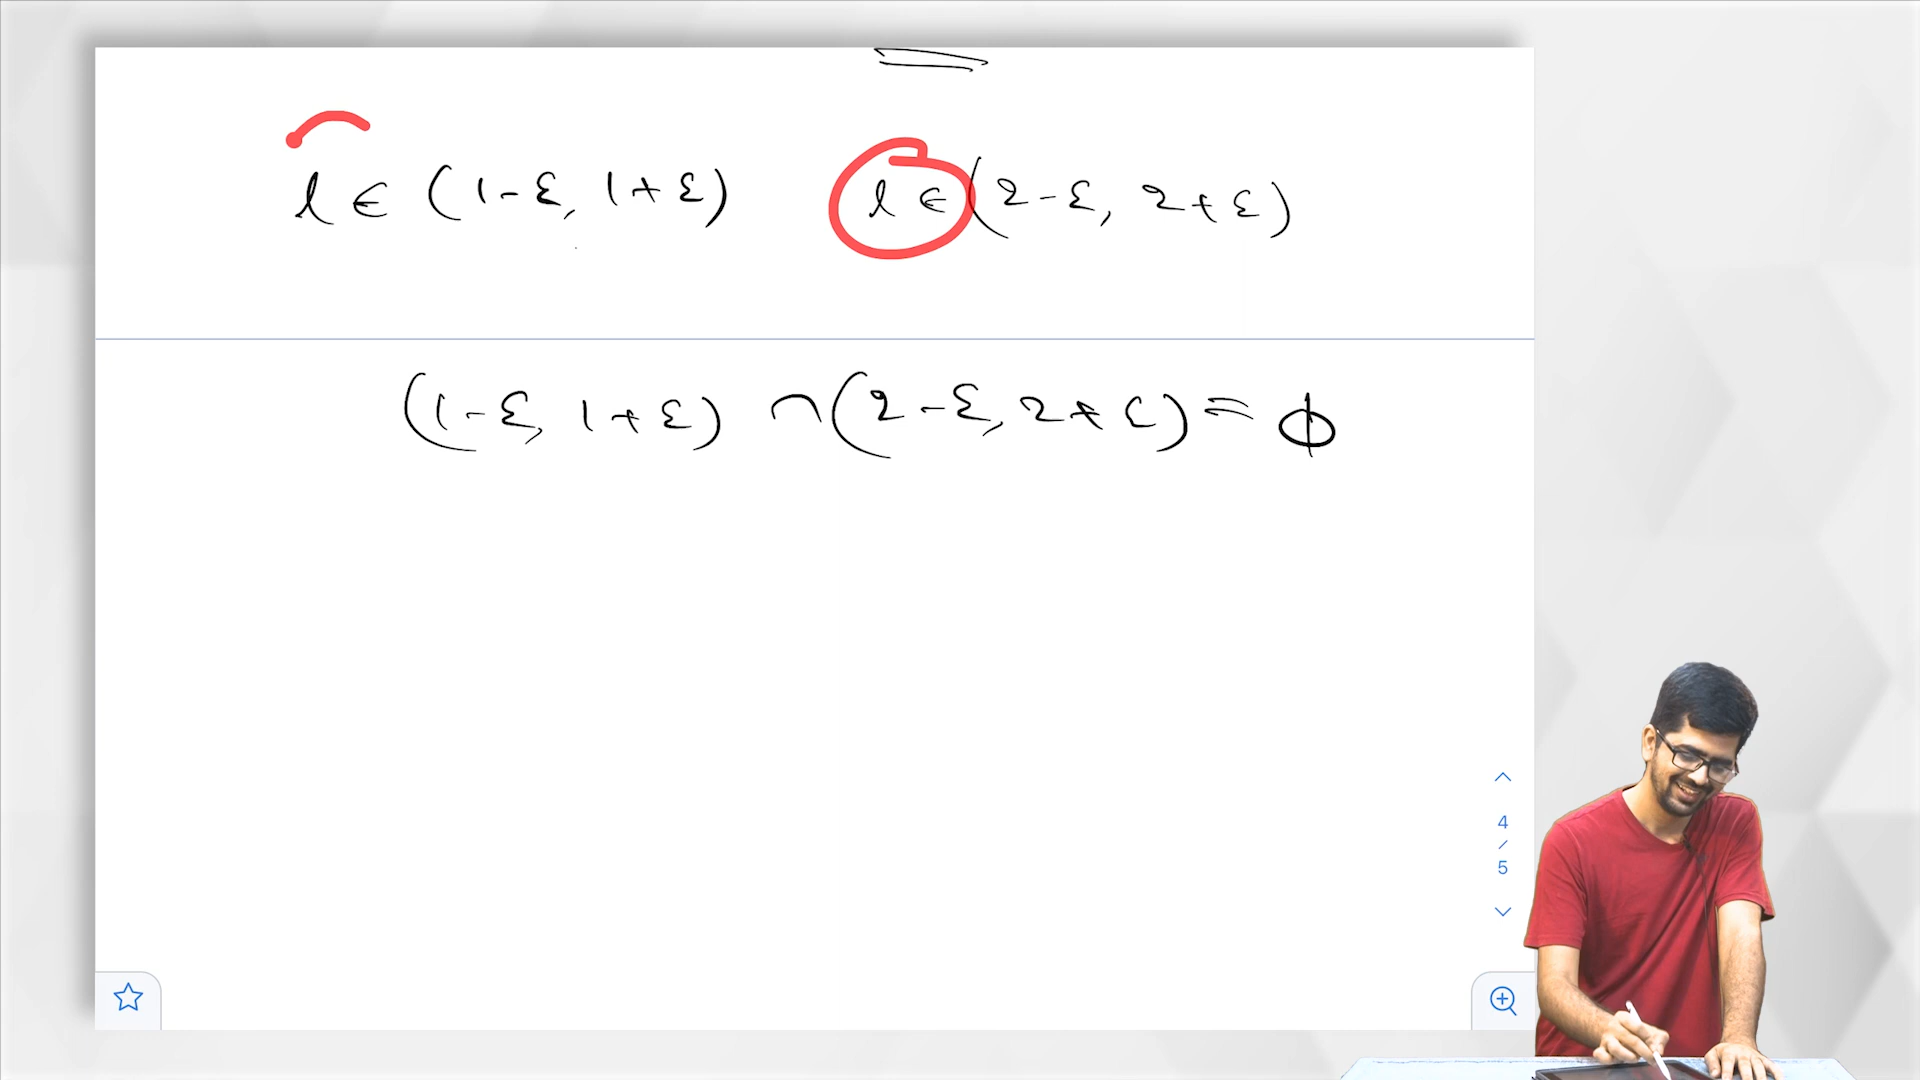 l ∈ (1-ε, 1+ε) l ∈ (2-ε, 2+ε)
(1-ε, 1+ε) ∩ (2-ε, 2+ε) = ϕ
4
/
5